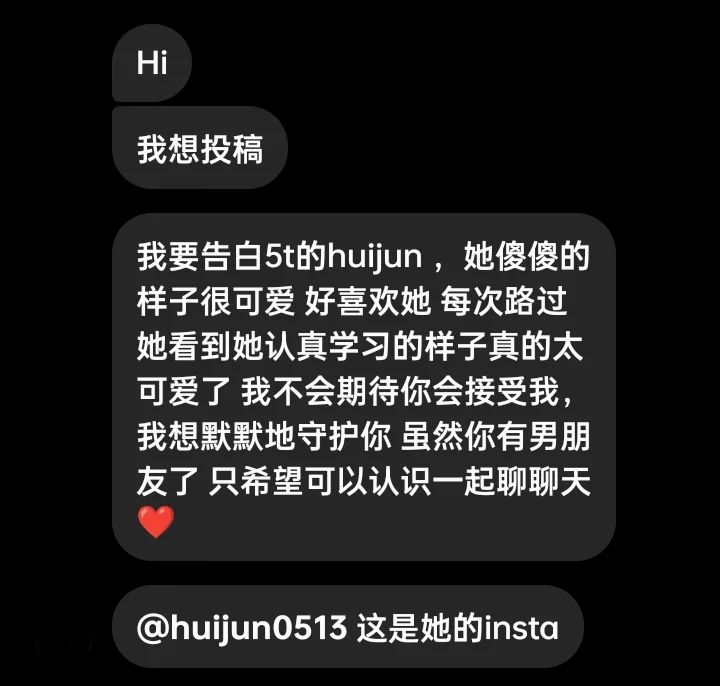 Hi
我想投稿
我要告白5t的huijun ，她傻傻的
样子很可爱 好喜欢她 每次路过
她看到她认真学习的样子真的太
可爱了 我不会期待你会接受我，
我想默默地守护你 虽然你有男朋
友了 只希望可以认识一起聊聊天
❤️
@huijun0513 这是她的insta